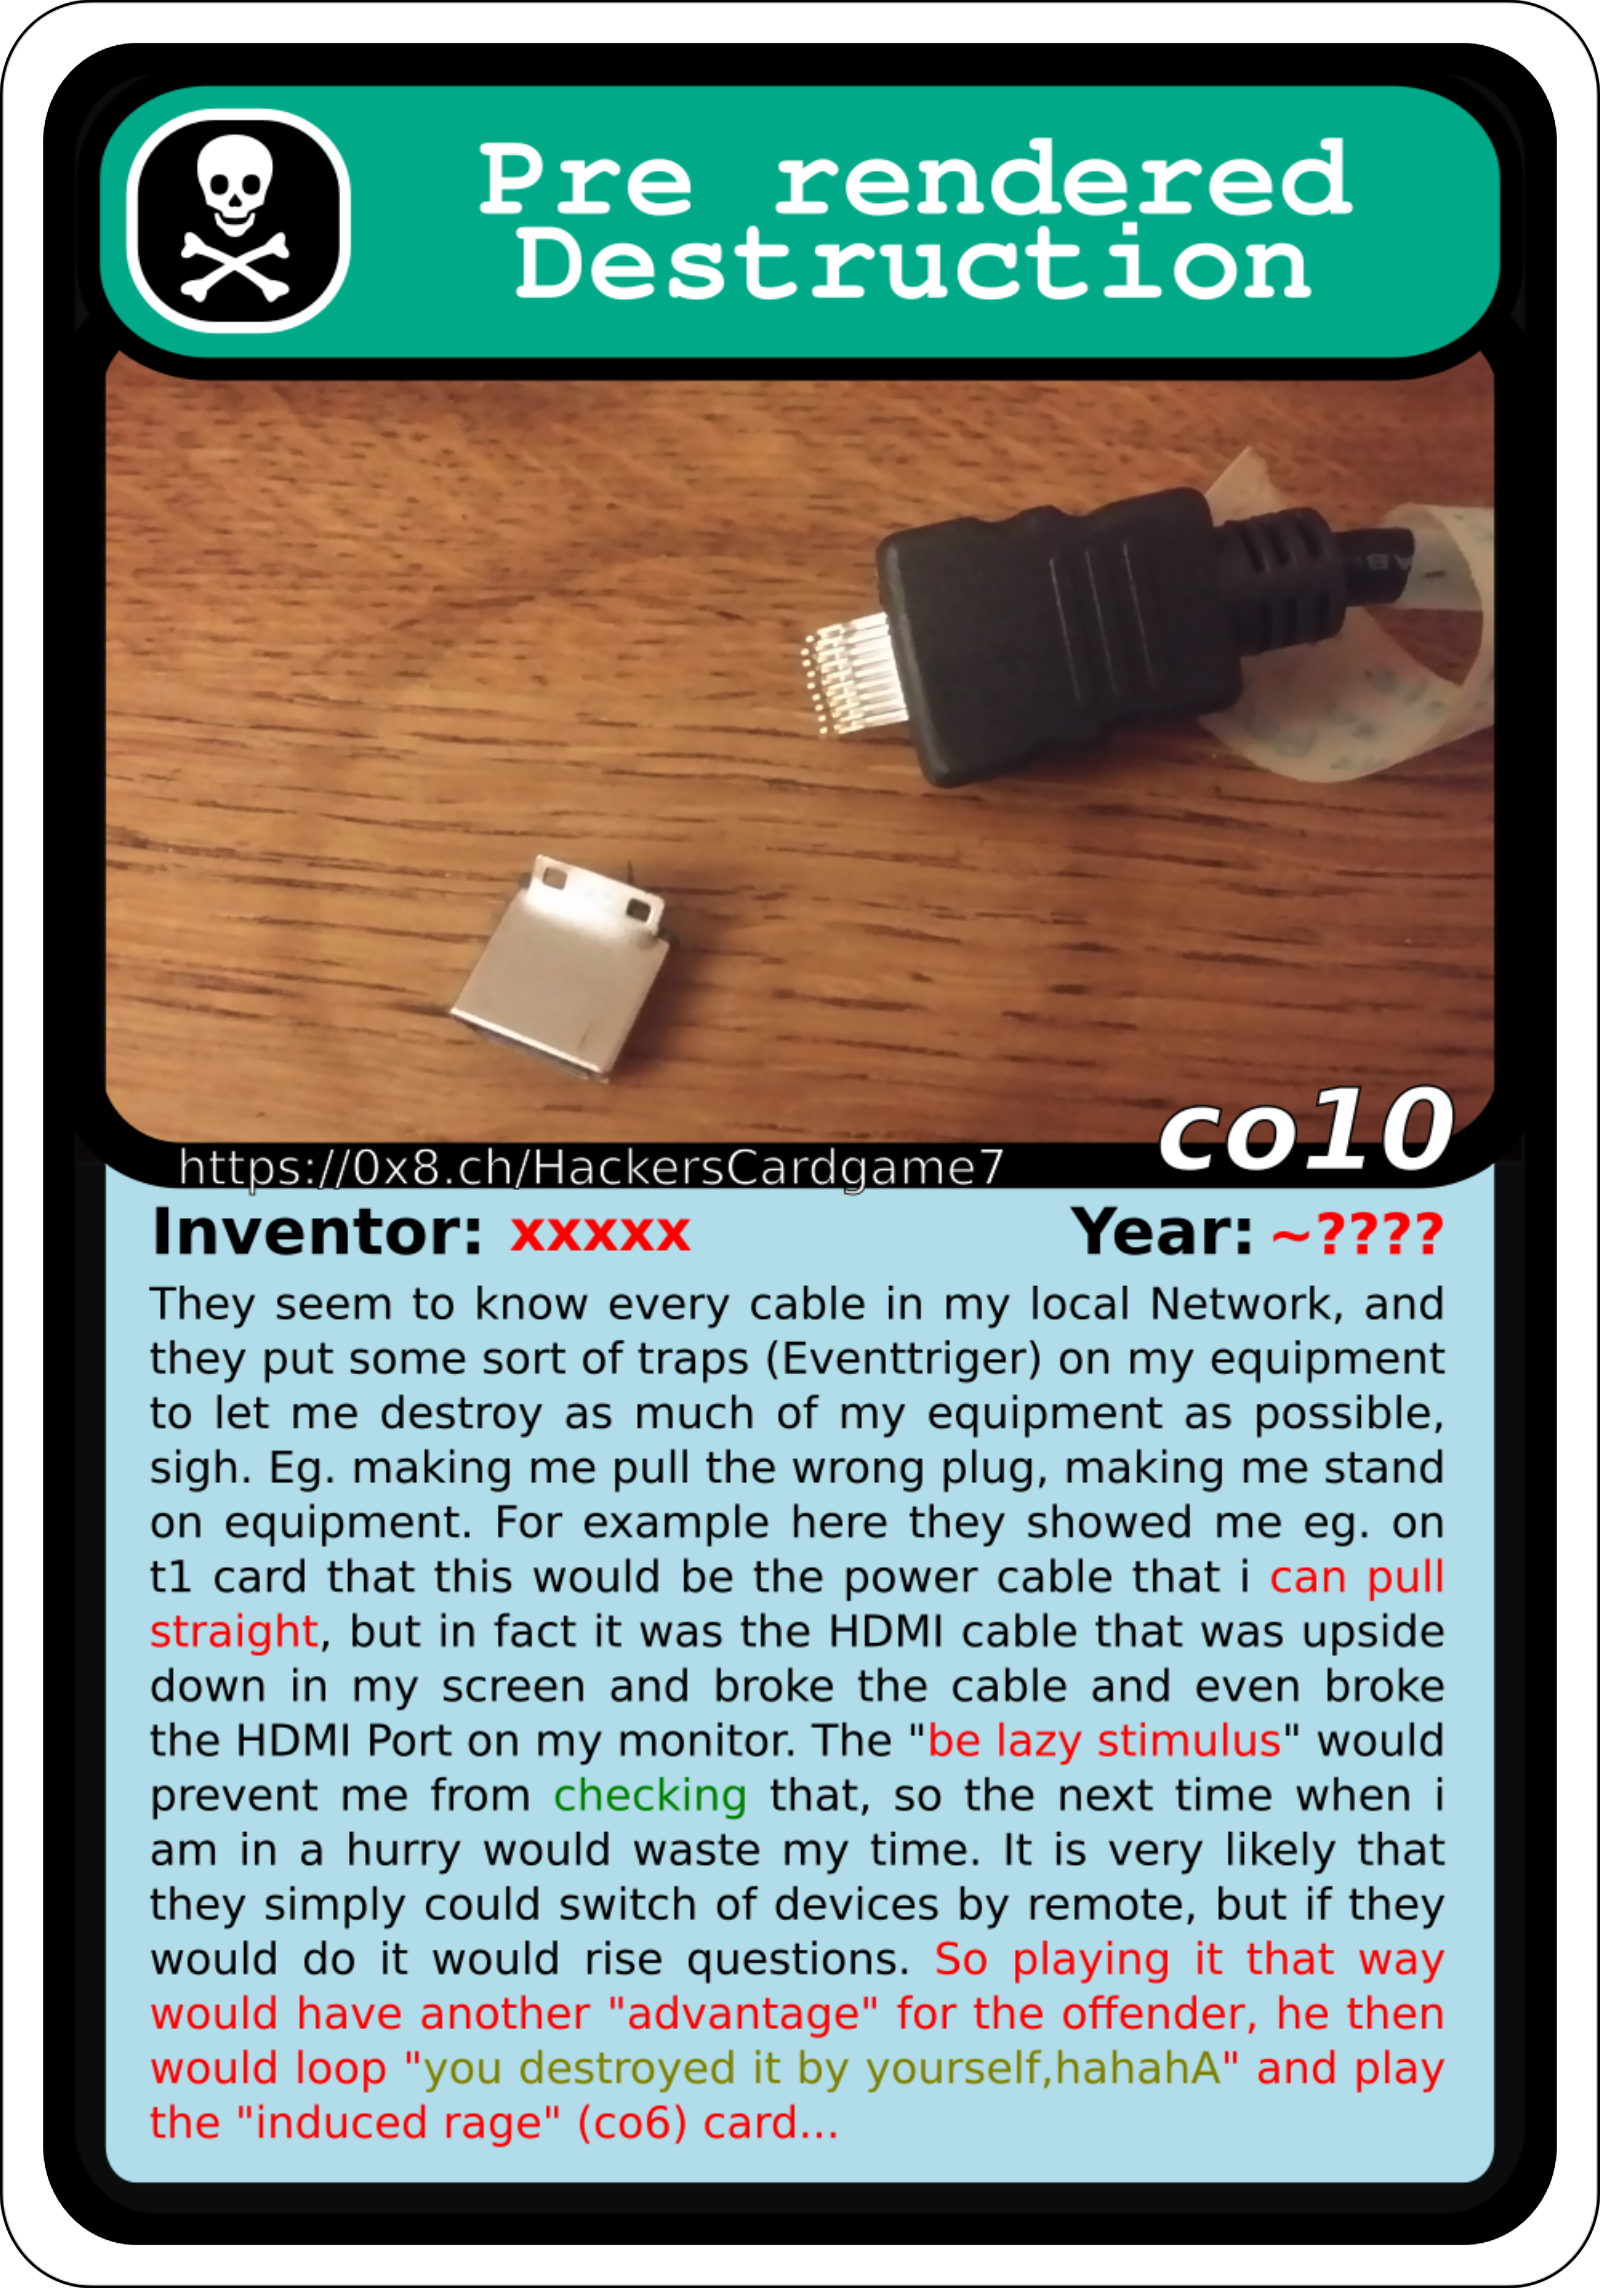 Pre rendered
Destruction
co10
https://0x8.ch/HackersCardgame7
Inventor: xxxxx Year: ~????
They seem to know every cable in my local Network, and
they put some sort of traps (Eventtriger) on my equipment
to let me destroy as much of my equipment as possible,
sigh. Eg. making me pull the wrong plug, making me stand
on equipment. For example here they showed me eg. on
t1 card that this would be the power cable that i can pull
straight, but in fact it was the HDMI cable that was upside
down in my screen and broke the cable and even broke
the HDMI Port on my monitor. The "be lazy stimulus" would
prevent me from checking that, so the next time when i
am in a hurry would waste my time. It is very likely that
they simply could switch of devices by remote, but if they
would do it would rise questions. So playing it that way
would have another "advantage" for the offender, he then
would loop "you destroyed it by yourself,hahahA" and play
the "induced rage" (co6) card...